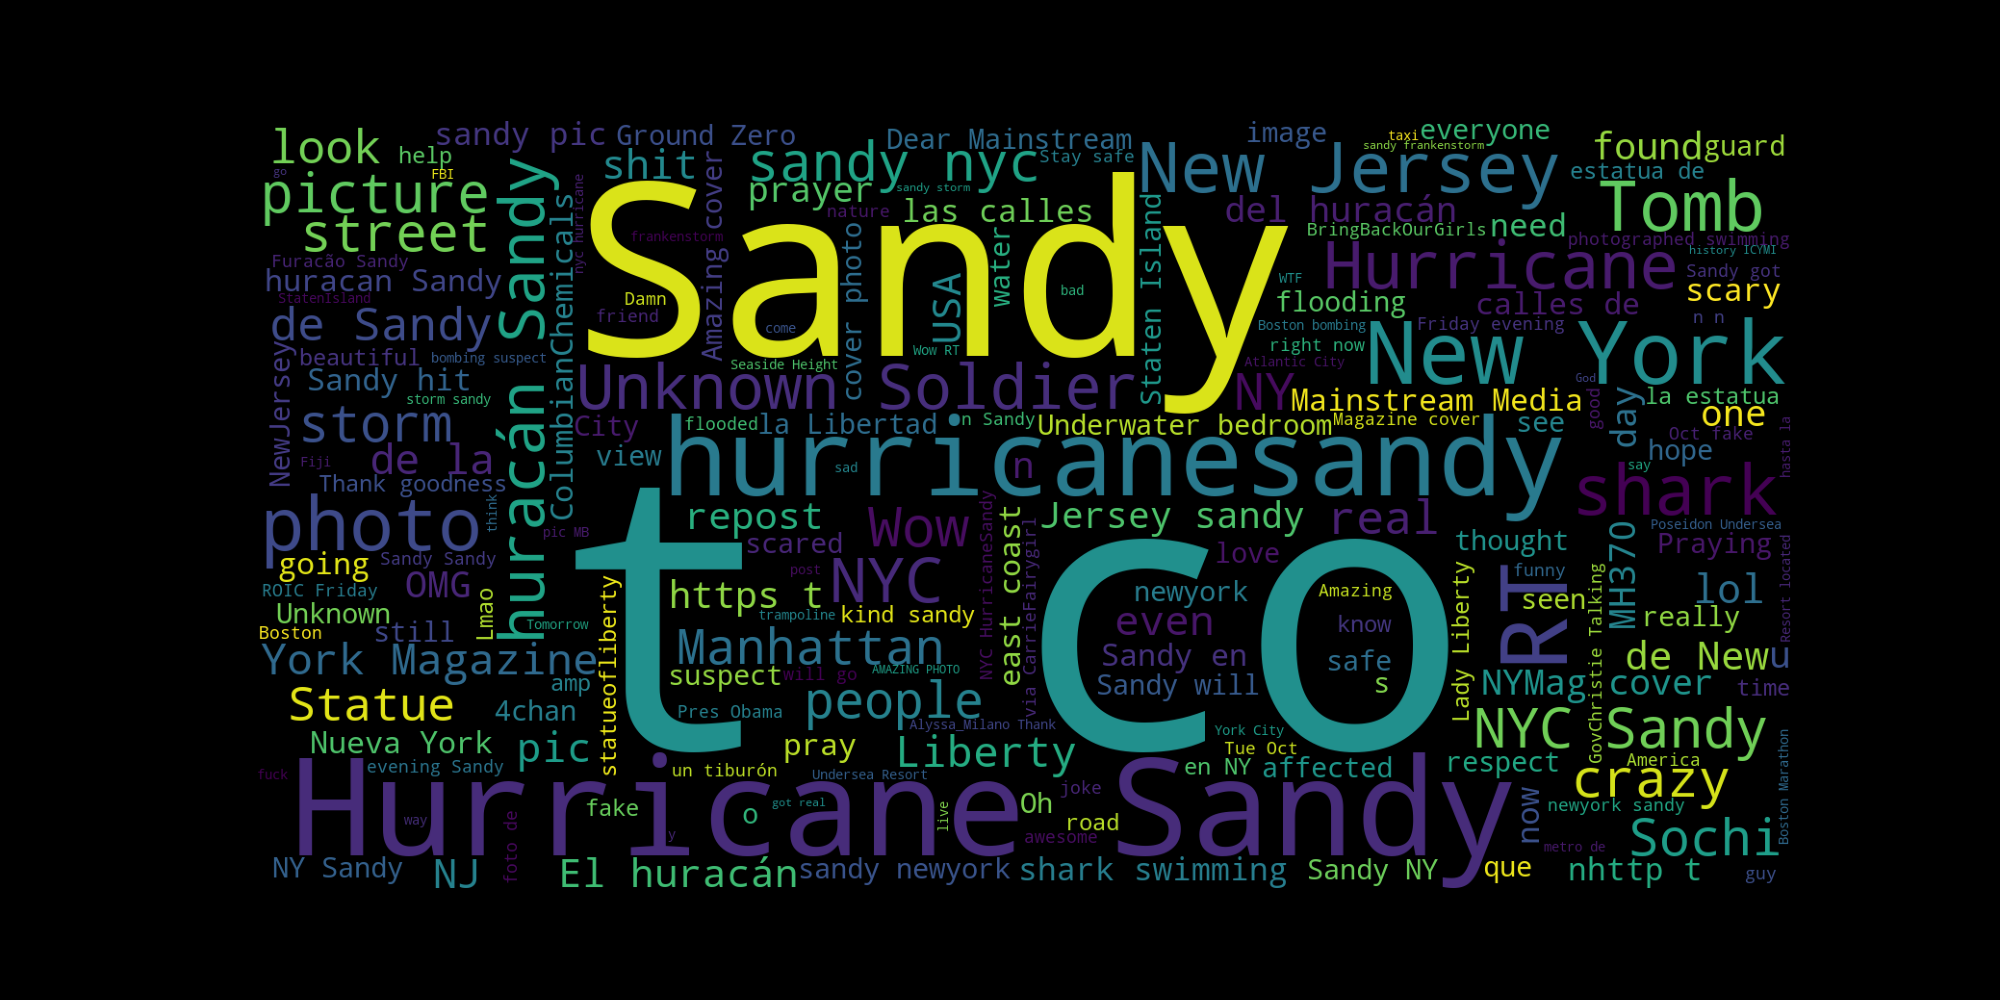 sandy pic
Ground Zero
Dear Mainstream
image
taxi
everyone
look
help
shit
sandy nyc
Stay safe
New Jersey
sandy frankenstorm
found
guard
go
FBI
picture
prayer
sandy storm
estatua de
street
nature
las calles
del huracán
need
Tomb
Furacão Sandy
frankenstorm
BringBackOurGirls
photographed swimming
huracan Sandy
nyc hurricane
Amazing cover
cover photo
water
Staten Island
Hurricane
history ICYMI
Sandy got
StatenIsland
Damn
Sandy
USA
bad
WTF
flooding
calles de
scary
de Sandy
friend
come
Boston bombing
Friday evening
n n
NewJersey
beautiful
bombing suspect
Wow RT
right now
New York
Sandy hit
Seaside Height
Atlantic City
God
storm sandy
huracán Sandy
ColumbianChemicals
Unknown Soldier
NY
Mainstream Media
good
day
la estatua
storm
City
flooded
la Libertad
n Sandy
Underwater bedroom
Magazine cover
see
one
Oct fake
Fiji
de la
view
hurricanesandy
sad
n
hope
say
hasta la
Thank goodness
think
shark
photo
pic MB
repost
Wow
Jersey sandy
real
thought
Poseidon Undersea
going
Sandy Sandy
scared
NYC
east coast
love
MH370
Praying
ROIC Friday
OMG
post
https t
newyork
Amazing
RT
funny
seen
lol
Unknown
Lmao
trampoline
kind sandy
NYC HurricaneSandy
via CarrieFairygirl
even
know
Boston
still
Tomorrow
statueofliberty
t co
Manhattan
Sandy en
safe
Lady Liberty
GovChristie Talking
really
Resort located
York Magazine
suspect
will go
AMAZING PHOTO
Sandy will
s
NYMag cover
de New
u
amp
time
Statue
4chan
Pres Obama
people
Alyssa_Milano Thank
York City
NYC Sandy
Nueva York
pic
pray
Liberty
Tue Oct
en NY
affected
respect
America
fuck
evening Sandy
un tiburón
Undersea Resort
joke
crazy
Boston Marathon
Hurricane Sandy
fake
o
got real
live
Oh
now
newyork sandy
way
y
road
awesome
Sochi
foto de
metro de
NY Sandy
NJ
El huracán
sandy newyork
shark swimming
Sandy NY
que
nhttp t
guy